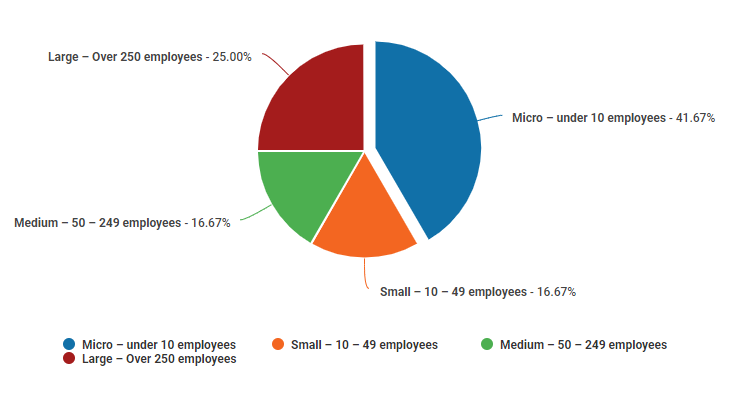 Large – Over 250 employees - 25.00%
Micro – under 10 employees - 41.67%
Medium – 50 – 249 employees - 16.67%
Small – 10 – 49 employees - 16.67%
Micro – under 10 employees
Small – 10 – 49 employees
Medium – 50 – 249 employees
Large – Over 250 employees